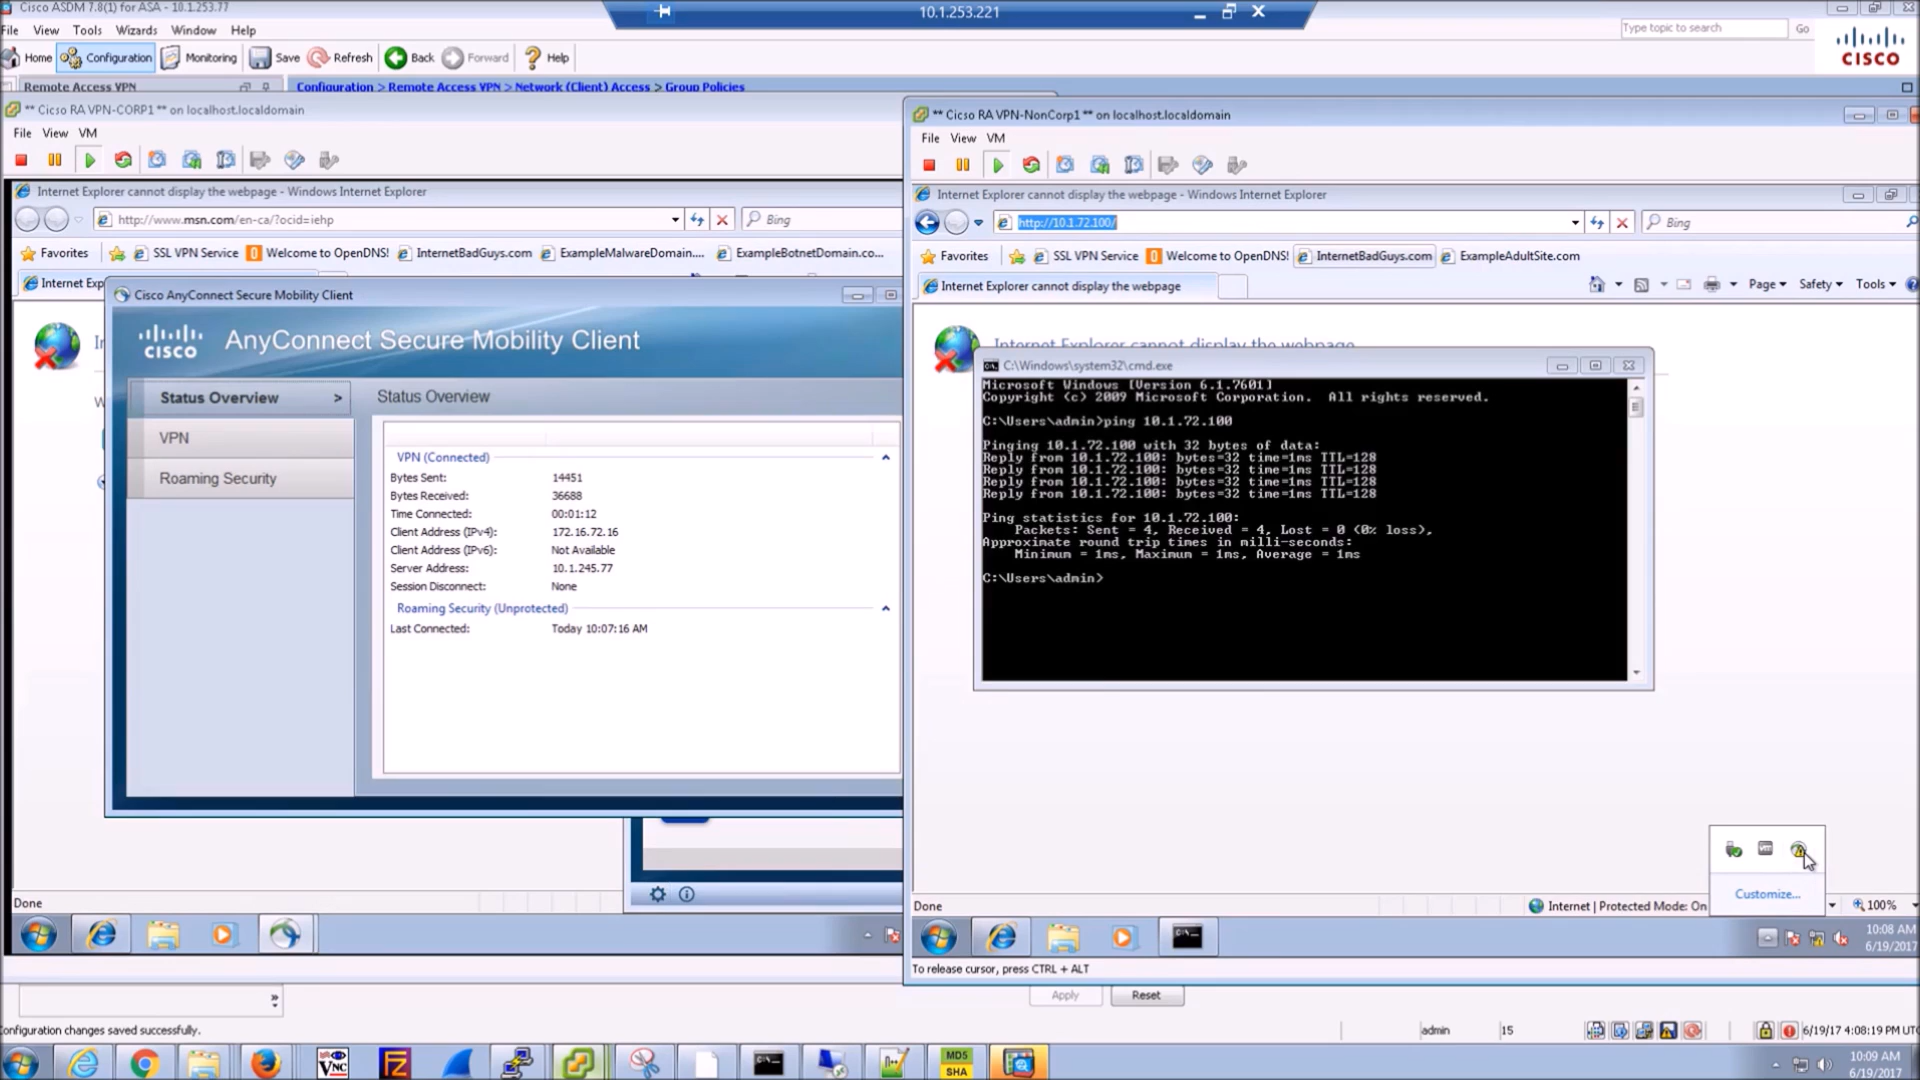 Cisco ASDM 7.8(1) for ASA - 10.1.253.77
10.1.253.221
File View Tools Wizards Window Help
Type topic to search Go
Home Configuration Monitoring Save Refresh Back Forward Help
CISCO
Remote Access VPN
Configuration > Remote Access VPN > Network (Client) Access > Group Policies
** Cicso RA VPN-CORP1 ** on localhost.localdomain
File View VM
Internet Explorer cannot display the webpage - Windows Internet Explorer
http://www.msn.com/en-ca/?ocid=iehp
Bing
Favorites SSL VPN Service Welcome to OpenDNS! InternetBadGuys.com ExampleMalwareDomain.... ExampleBotnetDomain.co...
Internet Exp
Cisco AnyConnect Secure Mobility Client
CISCO AnyConnect Secure Mobility Client
Status Overview >
VPN
Roaming Security
Status Overview
VPN (Connected)
Bytes Sent: 14451
Bytes Received: 36688
Time Connected: 00:01:12
Client Address (IPv4): 172.16.72.16
Client Address (IPv6): Not Available
Server Address: 10.1.245.77
Session Disconnect: None
Roaming Security (Unprotected)
Last Connected: Today 10:07:16 AM
Done
** Cicso RA VPN-NonCorp1 ** on localhost.localdomain
File View VM
Internet Explorer cannot display the webpage - Windows Internet Explorer
http://10.1.72.100/
Bing
Favorites SSL VPN Service Welcome to OpenDNS! InternetBadGuys.com ExampleAdultSite.com
Internet Explorer cannot display the webpage
Page Safety Tools
Internet Explorer cannot display the webpage
C:\Windows\system32\cmd.exe
Microsoft Windows [Version 6.1.7601]
Copyright (c) 2009 Microsoft Corporation. All rights reserved.
C:\Users\admin>ping 10.1.72.100
Pinging 10.1.72.100 with 32 bytes of data:
Reply from 10.1.72.100: bytes=32 time=1ms TTL=128
Reply from 10.1.72.100: bytes=32 time=1ms TTL=128
Reply from 10.1.72.100: bytes=32 time=1ms TTL=128
Reply from 10.1.72.100: bytes=32 time=1ms TTL=128
Ping statistics for 10.1.72.100:
Packets: Sent = 4, Received = 4, Lost = 0 (0% loss),
Approximate round trip times in milli-seconds:
Minimum = 1ms, Maximum = 1ms, Average = 1ms
C:\Users\admin>
Customize...
Done
Internet | Protected Mode: On
100%
10:08 AM
6/19/2017
To release cursor, press CTRL + ALT
Apply Reset
onfiguration changes saved successfully.
admin 15
6/19/17 4:08:19 PM UTC
VNC
MD5
SHA
10:09 AM
6/19/2017